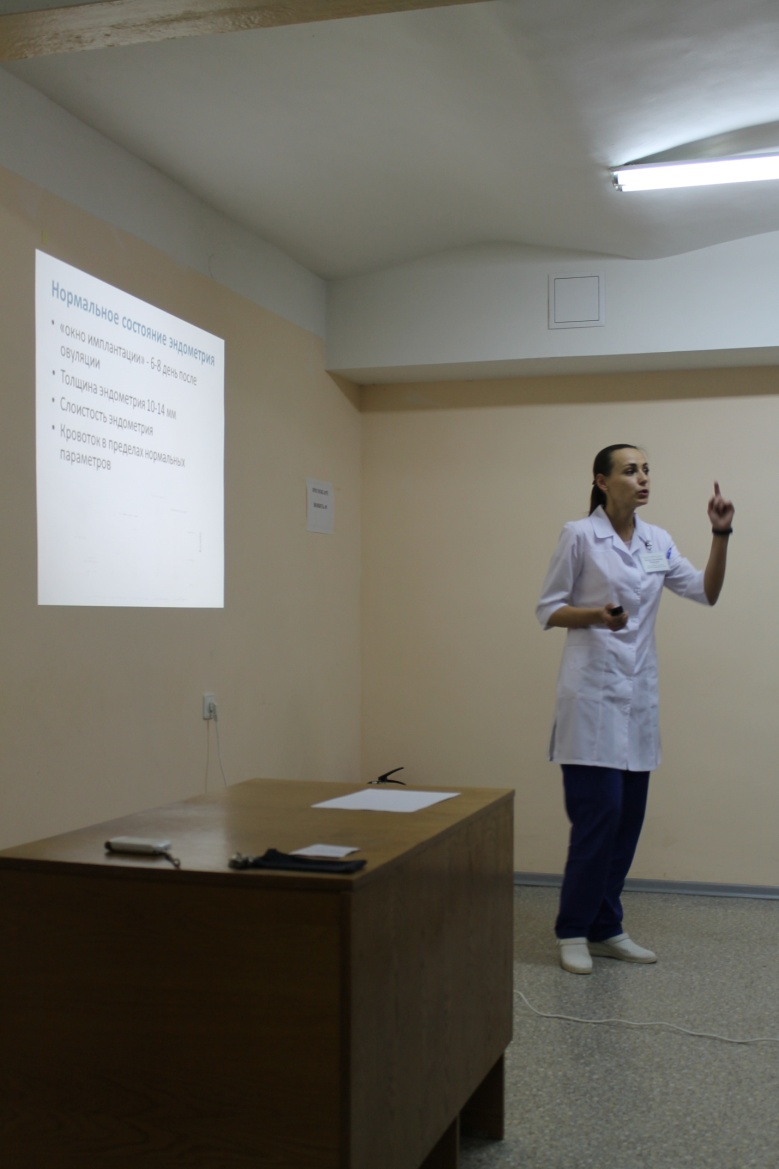 Нормальное состояние эндометрия
• «окно имплантации» - 6-8 день после
овуляции
• Толщина эндометрия 10-14 мм
• Слоистость эндометрия
• Кровоток в пределах нормальных
параметров